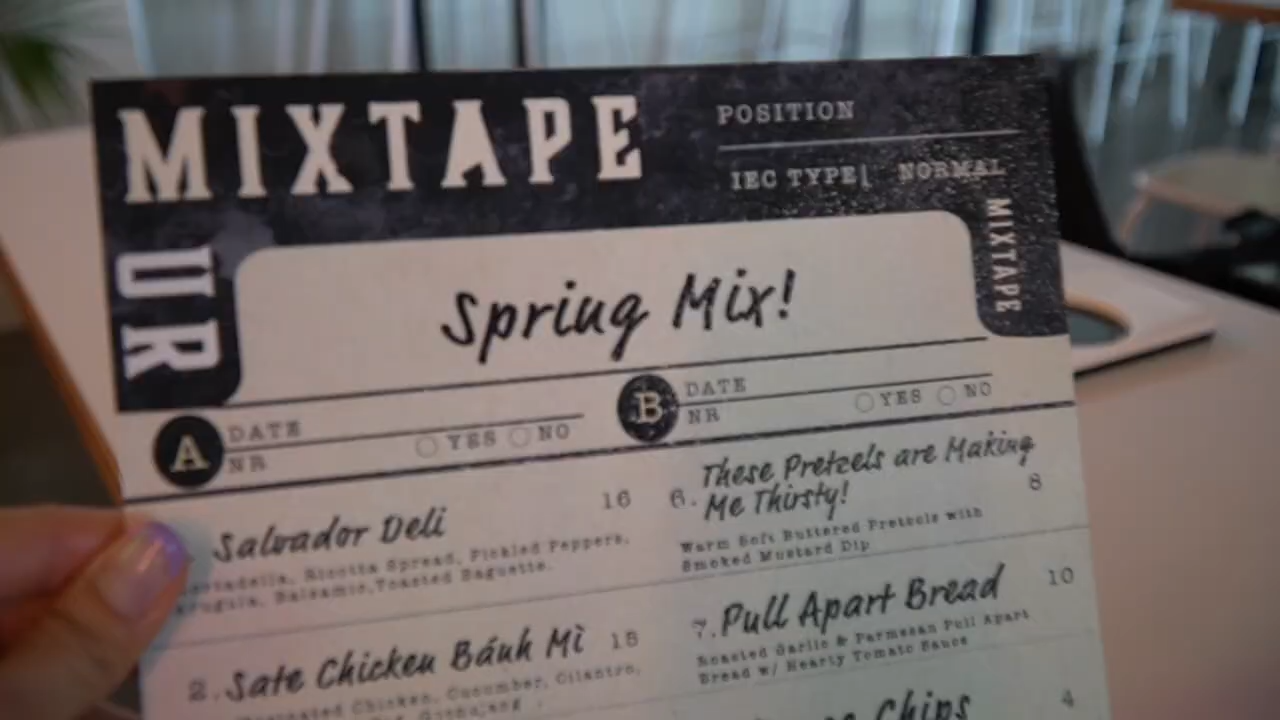 MIXTAPE
UR
POSITION
IEC TYPE| NORMAL
MIXTAPE
Spring Mix!
A DATE
NR YES NO
B DATE
NR YES NO
Salvador Deli 16
Ricotta Spread, Pickled Peppers,
Balsamic, Toasted Baguette.
2. Sate Chicken Bánh Mì 15
Chicken, Cucumber, Cilantro,
6. These Pretzels are Making
Me Thirsty! 8
Warm Soft Buttered Pretzels with
Smoked Mustard Dip
7. Pull Apart Bread 10
Roasted Garlic & Parmesan Pull Apart
Bread w/ Hearty Tomato Sauce
Chips 4